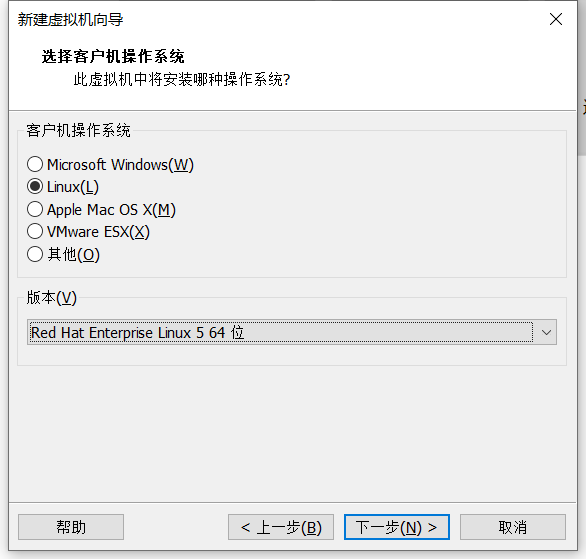 新建虚拟机向导
选择客户机操作系统
此虚拟机中将安装哪种操作系统?
客户机操作系统
Microsoft Windows(W)
Linux(L)
Apple Mac OS X(M)
VMware ESX(X)
其他(O)
版本(V)
Red Hat Enterprise Linux 5 64 位
帮助
< 上一步(B)
下一步(N) >
取消